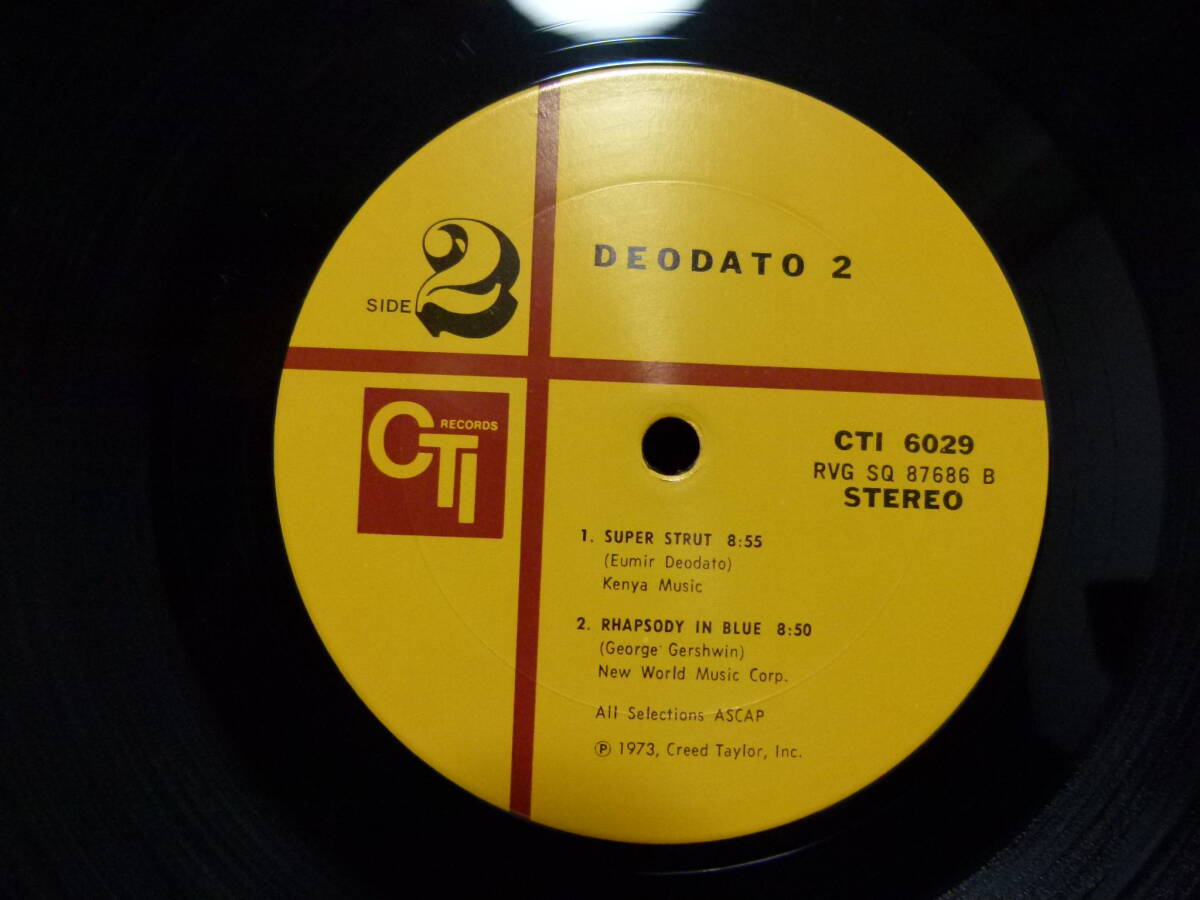 DEODATO 2
SIDE 2
CTI RECORDS
CTI 6029
RVG SQ 87686 B
STEREO
1. SUPER STRUT 8:55
(Eumir Deodato)
Kenya Music
2. RHAPSODY IN BLUE 8:50
(George Gershwin)
New World Music Corp.
All Selections ASCAP
Ⓟ 1973, Creed Taylor, Inc.